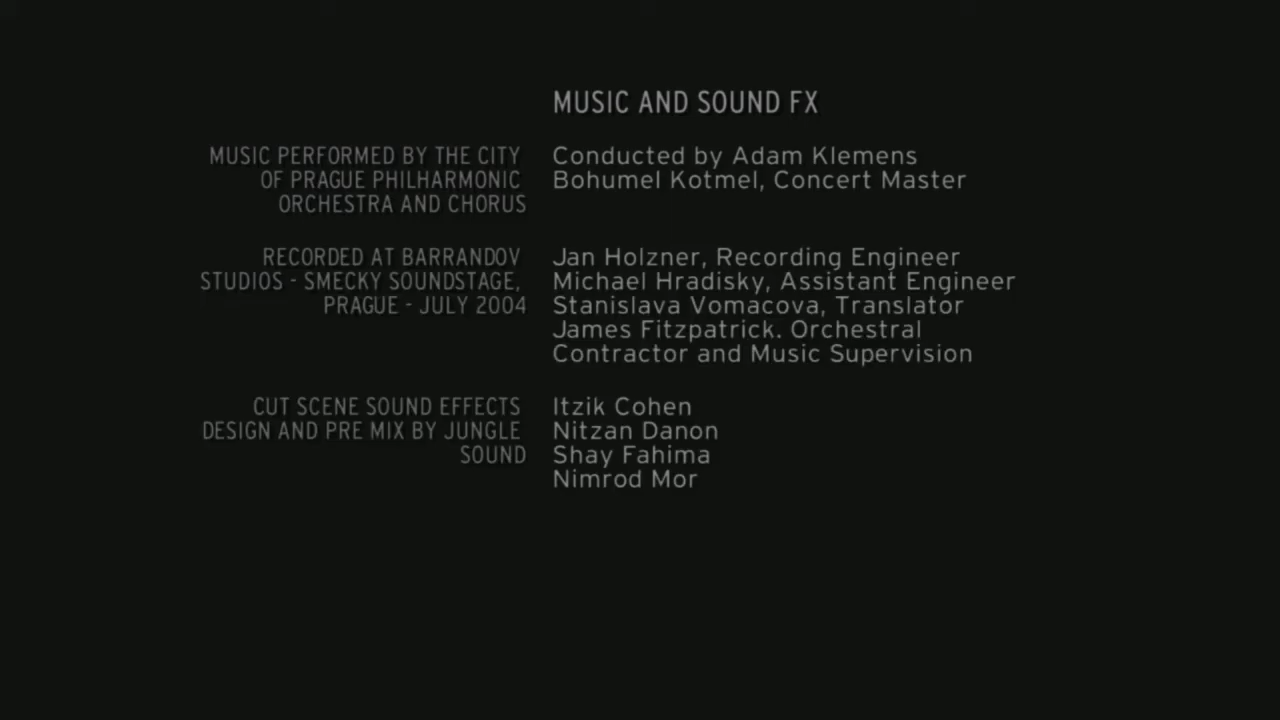 MUSIC AND SOUND FX
MUSIC PERFORMED BY THE CITY
OF PRAGUE PHILHARMONIC
ORCHESTRA AND CHORUS
Conducted by Adam Klemens
Bohumel Kotmel, Concert Master
RECORDED AT BARRANDOV
STUDIOS - SMECKY SOUNDSTAGE,
PRAGUE - JULY 2004
Jan Holzner, Recording Engineer
Michael Hradisky, Assistant Engineer
Stanislava Vomacova, Translator
James Fitzpatrick. Orchestral
Contractor and Music Supervision
CUT SCENE SOUND EFFECTS
DESIGN AND PRE MIX BY JUNGLE
SOUND
Itzik Cohen
Nitzan Danon
Shay Fahima
Nimrod Mor